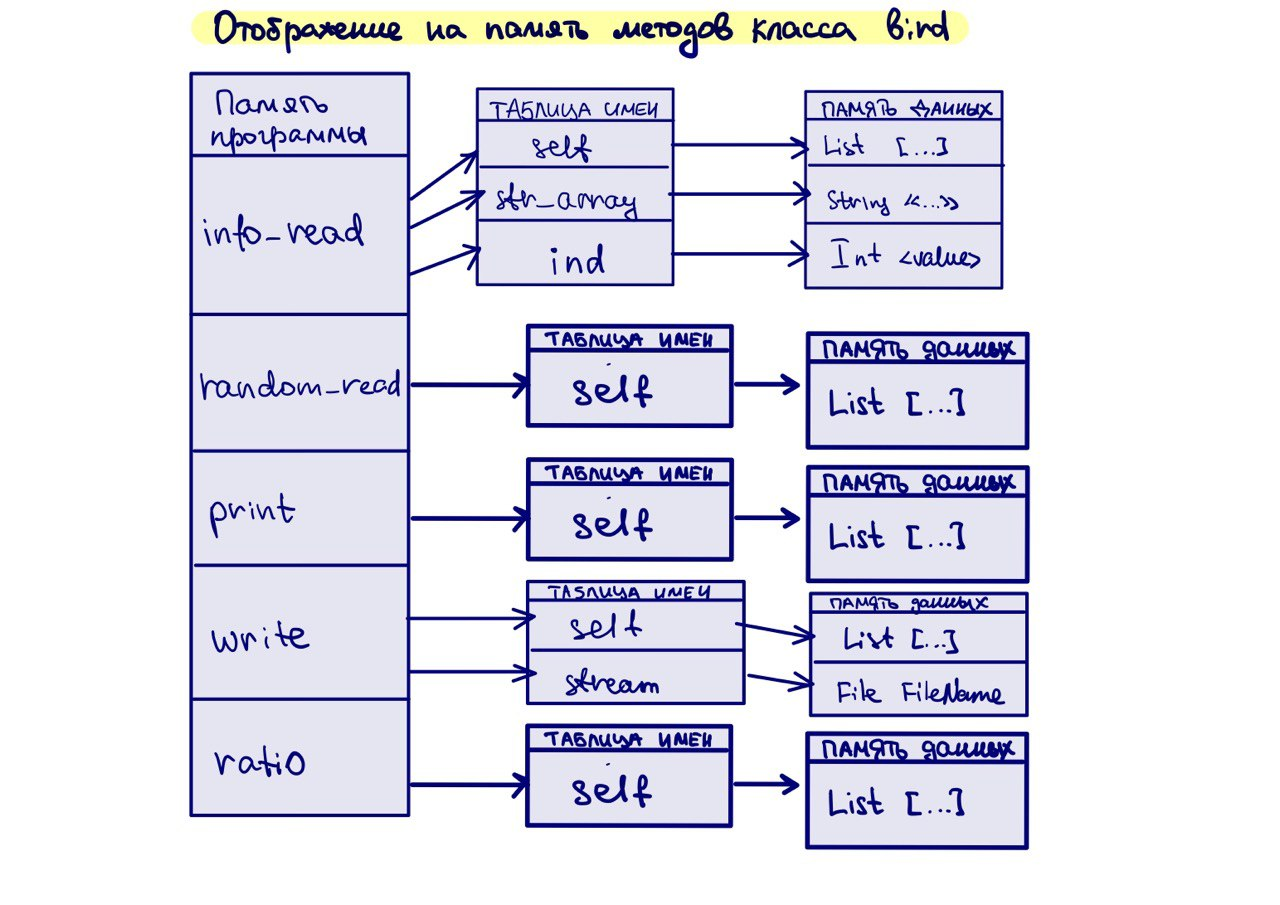 Отображение на память методов класса Bird
Память
программы
info_read
random_read
print
write
ratio
ТАБЛИЦА ИМЕН
self
str_array
ind
ПАМЯТЬ ДАННЫХ
List [...]
String «...»
Int <value>
ТАБЛИЦА ИМЕН
self
ПАМЯТЬ данных
List [...]
ТАБЛИЦА ИМЕН
self
ПАМЯТЬ данных
List [...]
ТАБЛИЦА ИМЕН
self
stream
ПАМЯТЬ данных
List [...]
File FileName
ТАБЛИЦА ИМЕН
self
ПАМЯТЬ данных
List [...]